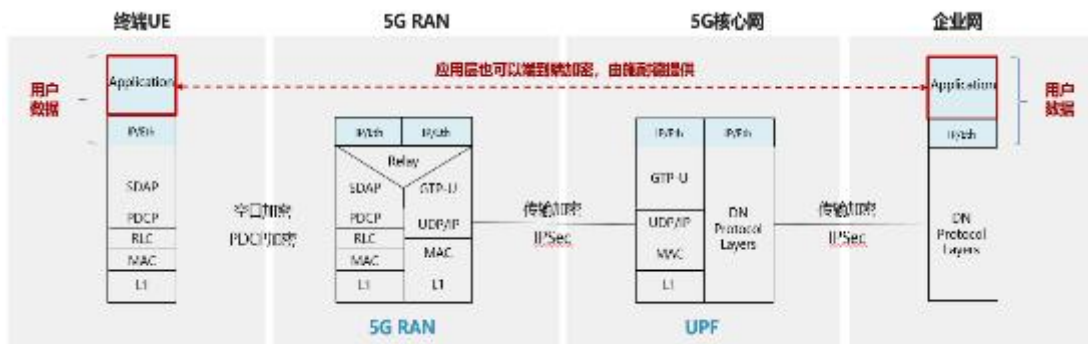 终端UE
5G RAN
5G核心网
企业网
应用层也可以端到端加密，由施耐德提供
用户
数据
Application
IP/Eth
SDAP
PDCP
RLC
MAC
L1
空口加密
PDCP加密
IP/Eth
IP/Eth
Relay
SDAP
GTP-U
PDCP
UDP/IP
RLC
MAC
MAC
L1
L1
5G RAN
传输加密
IPSec
IP/Eth
IP/Eth
GTP-U
UDP/IP
MAC
L1
DN
Protocol
Layers
UPF
传输加密
IPSec
Application
IP/Eth
DN
Protocol
Layers
用户
数据